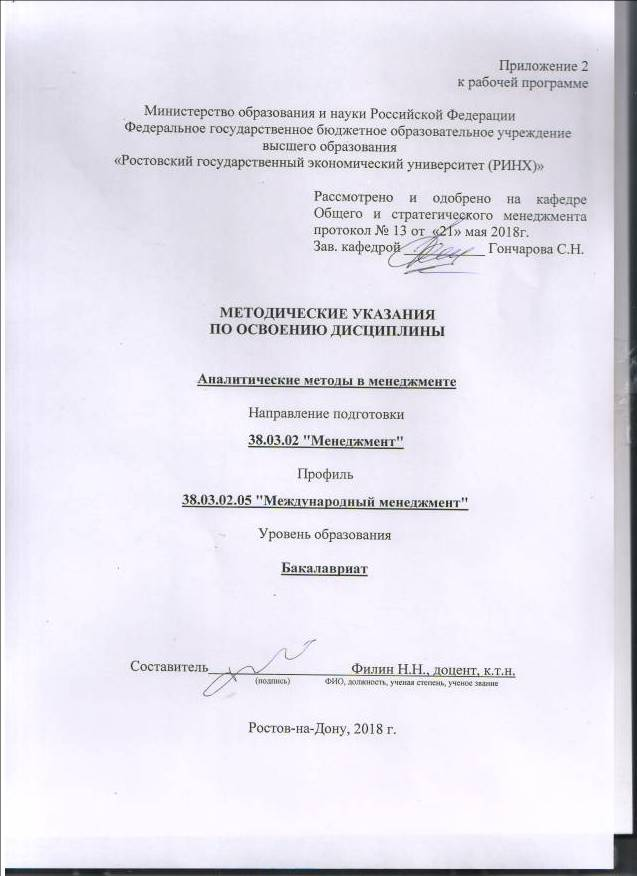 Приложение 2
к рабочей программе
Министерство образования и науки Российской Федерации
Федеральное государственное бюджетное образовательное учреждение
высшего образования
«Ростовский государственный экономический университет (РИНХ)»
Рассмотрено и одобрено на кафедре
Общего и стратегического менеджмента
протокол № 13 от «21» мая 2018г.
Зав. кафедрой Гончарова С.Н.
МЕТОДИЧЕСКИЕ УКАЗАНИЯ
ПО ОСВОЕНИЮ ДИСЦИПЛИНЫ
Аналитические методы в менеджменте
Направление подготовки
38.03.02 "Менеджмент"
Профиль
38.03.02.05 "Международный менеджмент"
Уровень образования
Бакалавриат
Составитель Филин Н.Н., доцент, к.т.н.
(подпись) ФИО, должность, ученая степень, ученое звание
Ростов-на-Дону, 2018 г.